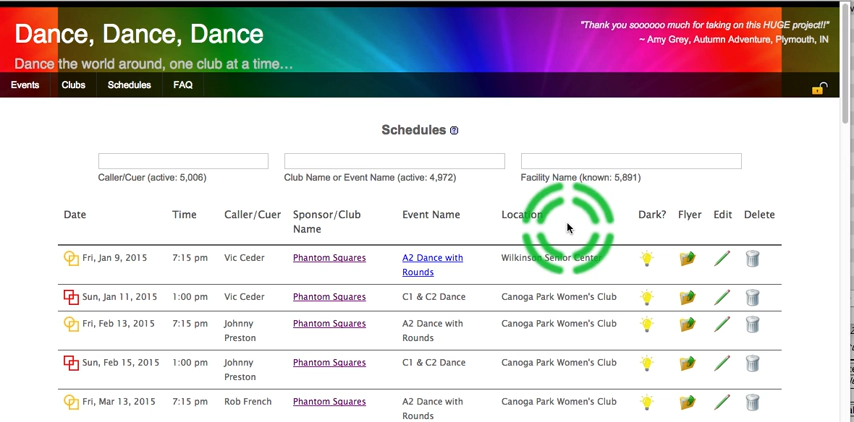 Dance, Dance, Dance
"Thank you soooooo much for taking on this HUGE project!!"
~ Amy Grey, Autumn Adventure, Plymouth, IN
Dance the world around, one club at a time...
Events Clubs Schedules FAQ
Schedules
Caller/Cuer (active: 5,006) Club Name or Event Name (active: 4,972) Facility Name (known: 5,891)
Date Time Caller/Cuer Sponsor/Club Event Name Location Dark? Flyer Edit Delete
Name
Fri, Jan 9, 2015 7:15 pm Vic Ceder Phantom Squares A2 Dance with Wilkinson Senior Center
Rounds
Sun, Jan 11, 2015 1:00 pm Vic Ceder Phantom Squares C1 & C2 Dance Canoga Park Women's Club
Fri, Feb 13, 2015 7:15 pm Johnny Phantom Squares A2 Dance with Canoga Park Women's Club
Preston Rounds
Sun, Feb 15, 2015 1:00 pm Johnny Phantom Squares C1 & C2 Dance Canoga Park Women's Club
Preston
Fri, Mar 13, 2015 7:15 pm Rob French Phantom Squares A2 Dance with Canoga Park Women's Club
Rounds